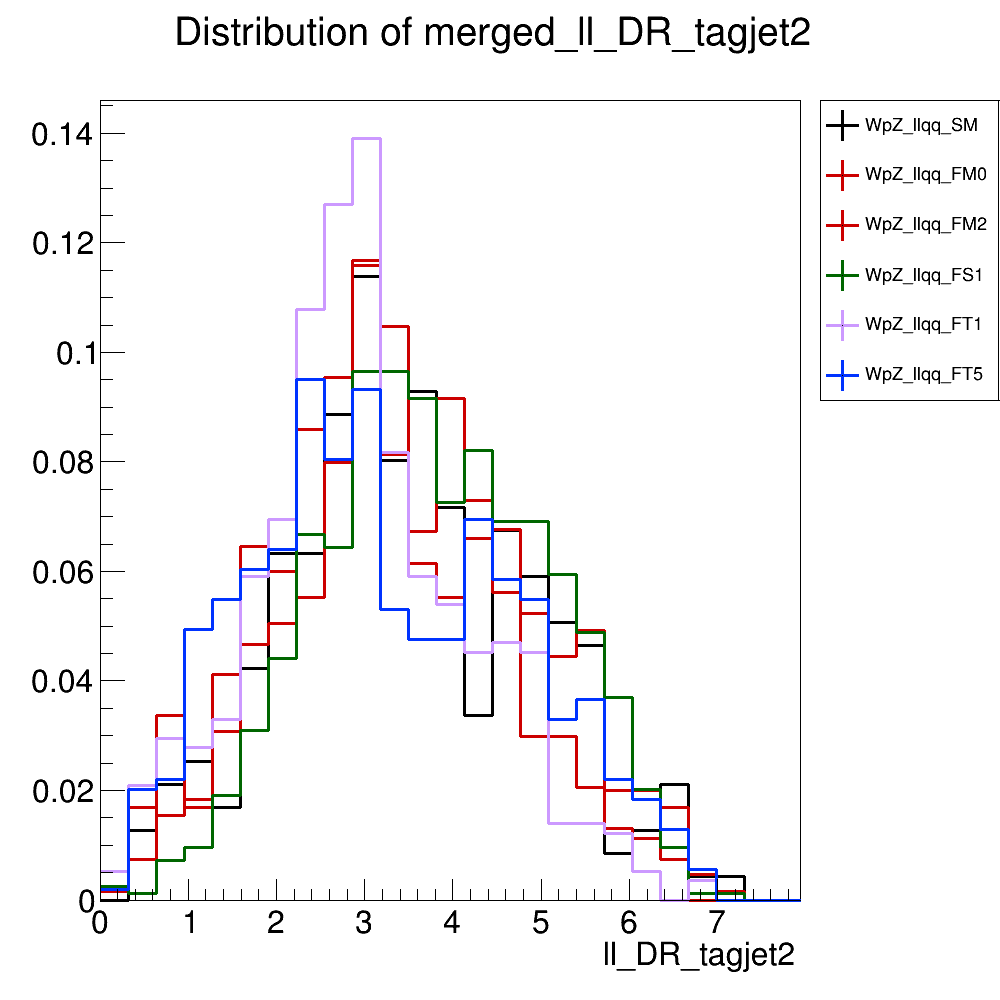 Distribution of merged_ll_DR_tagjet2
0.14
0.12
0.1
0.08
0.06
0.04
0.02
0
0 1 2 3 4 5 6 7
ll_DR_tagjet2
WpZ_llqq_SM
WpZ_llqq_FM0
WpZ_llqq_FM2
WpZ_llqq_FS1
WpZ_llqq_FT1
WpZ_llqq_FT5